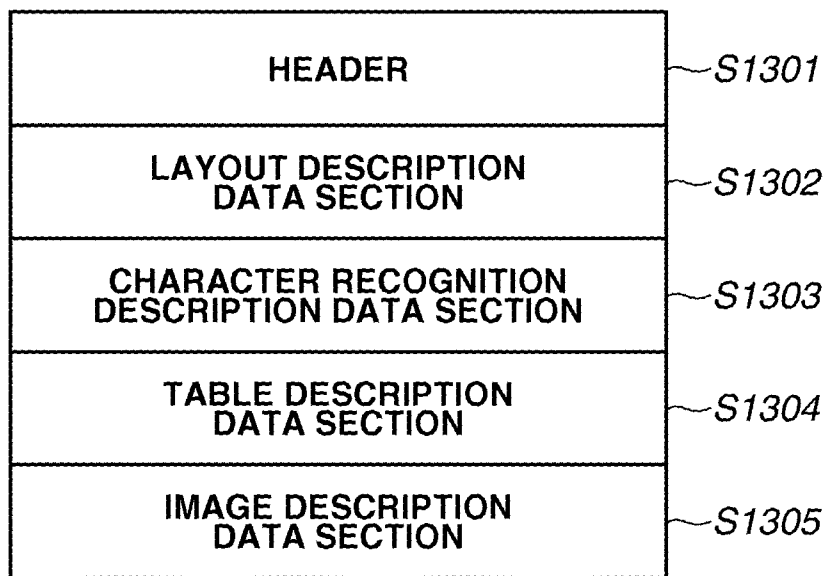 HEADER
S1301
LAYOUT DESCRIPTION
DATA SECTION
S1302
CHARACTER RECOGNITION
DESCRIPTION DATA SECTION
S1303
TABLE DESCRIPTION
DATA SECTION
S1304
IMAGE DESCRIPTION
DATA SECTION
S1305